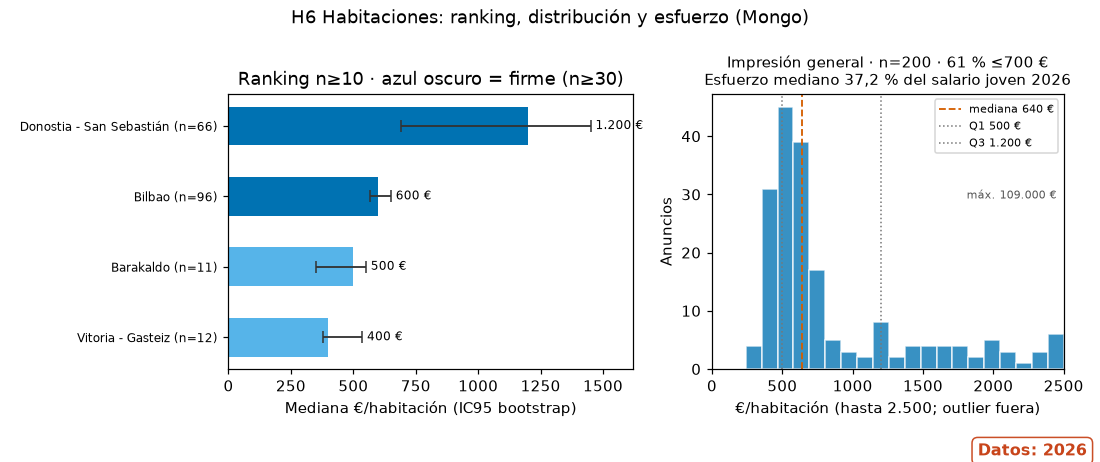 H6 Habitaciones: ranking, distribución y esfuerzo (Mongo)
Ranking n≥10 · azul oscuro = firme (n≥30)
Donostia - San Sebastián (n=66)
1.200 €
Bilbao (n=96)
600 €
Barakaldo (n=11)
500 €
Vitoria - Gasteiz (n=12)
400 €
0 250 500 750 1000 1250 1500
Mediana €/habitación (IC95 bootstrap)
Impresión general · n=200 · 61 % ≤700 €
Esfuerzo mediano 37,2 % del salario joven 2026
mediana 640 €
Q1 500 €
Q3 1.200 €
máx. 109.000 €
Anuncios
40
30
20
10
0
0 500 1000 1500 2000 2500
€/habitación (hasta 2.500; outlier fuera)
Datos: 2026